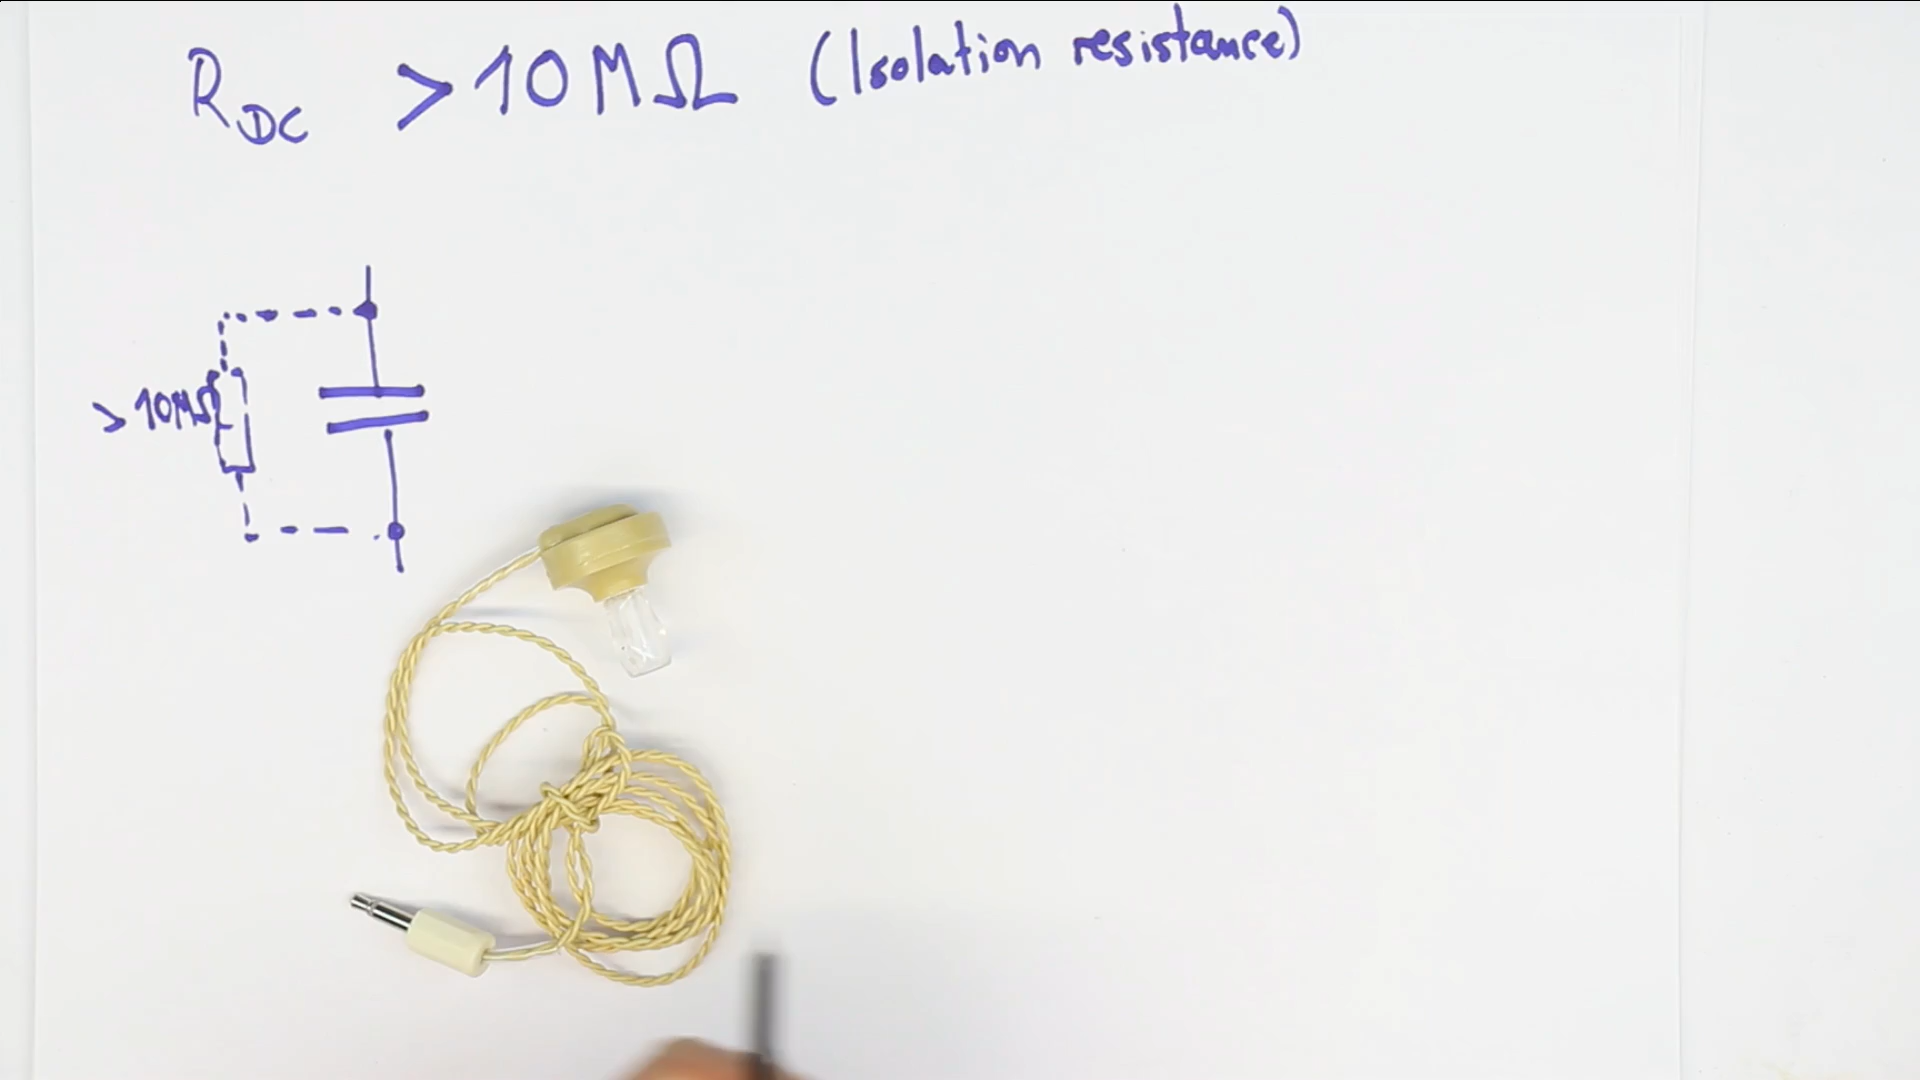 R_DC > 10 MΩ (Isolation resistance)
> 10MΩ